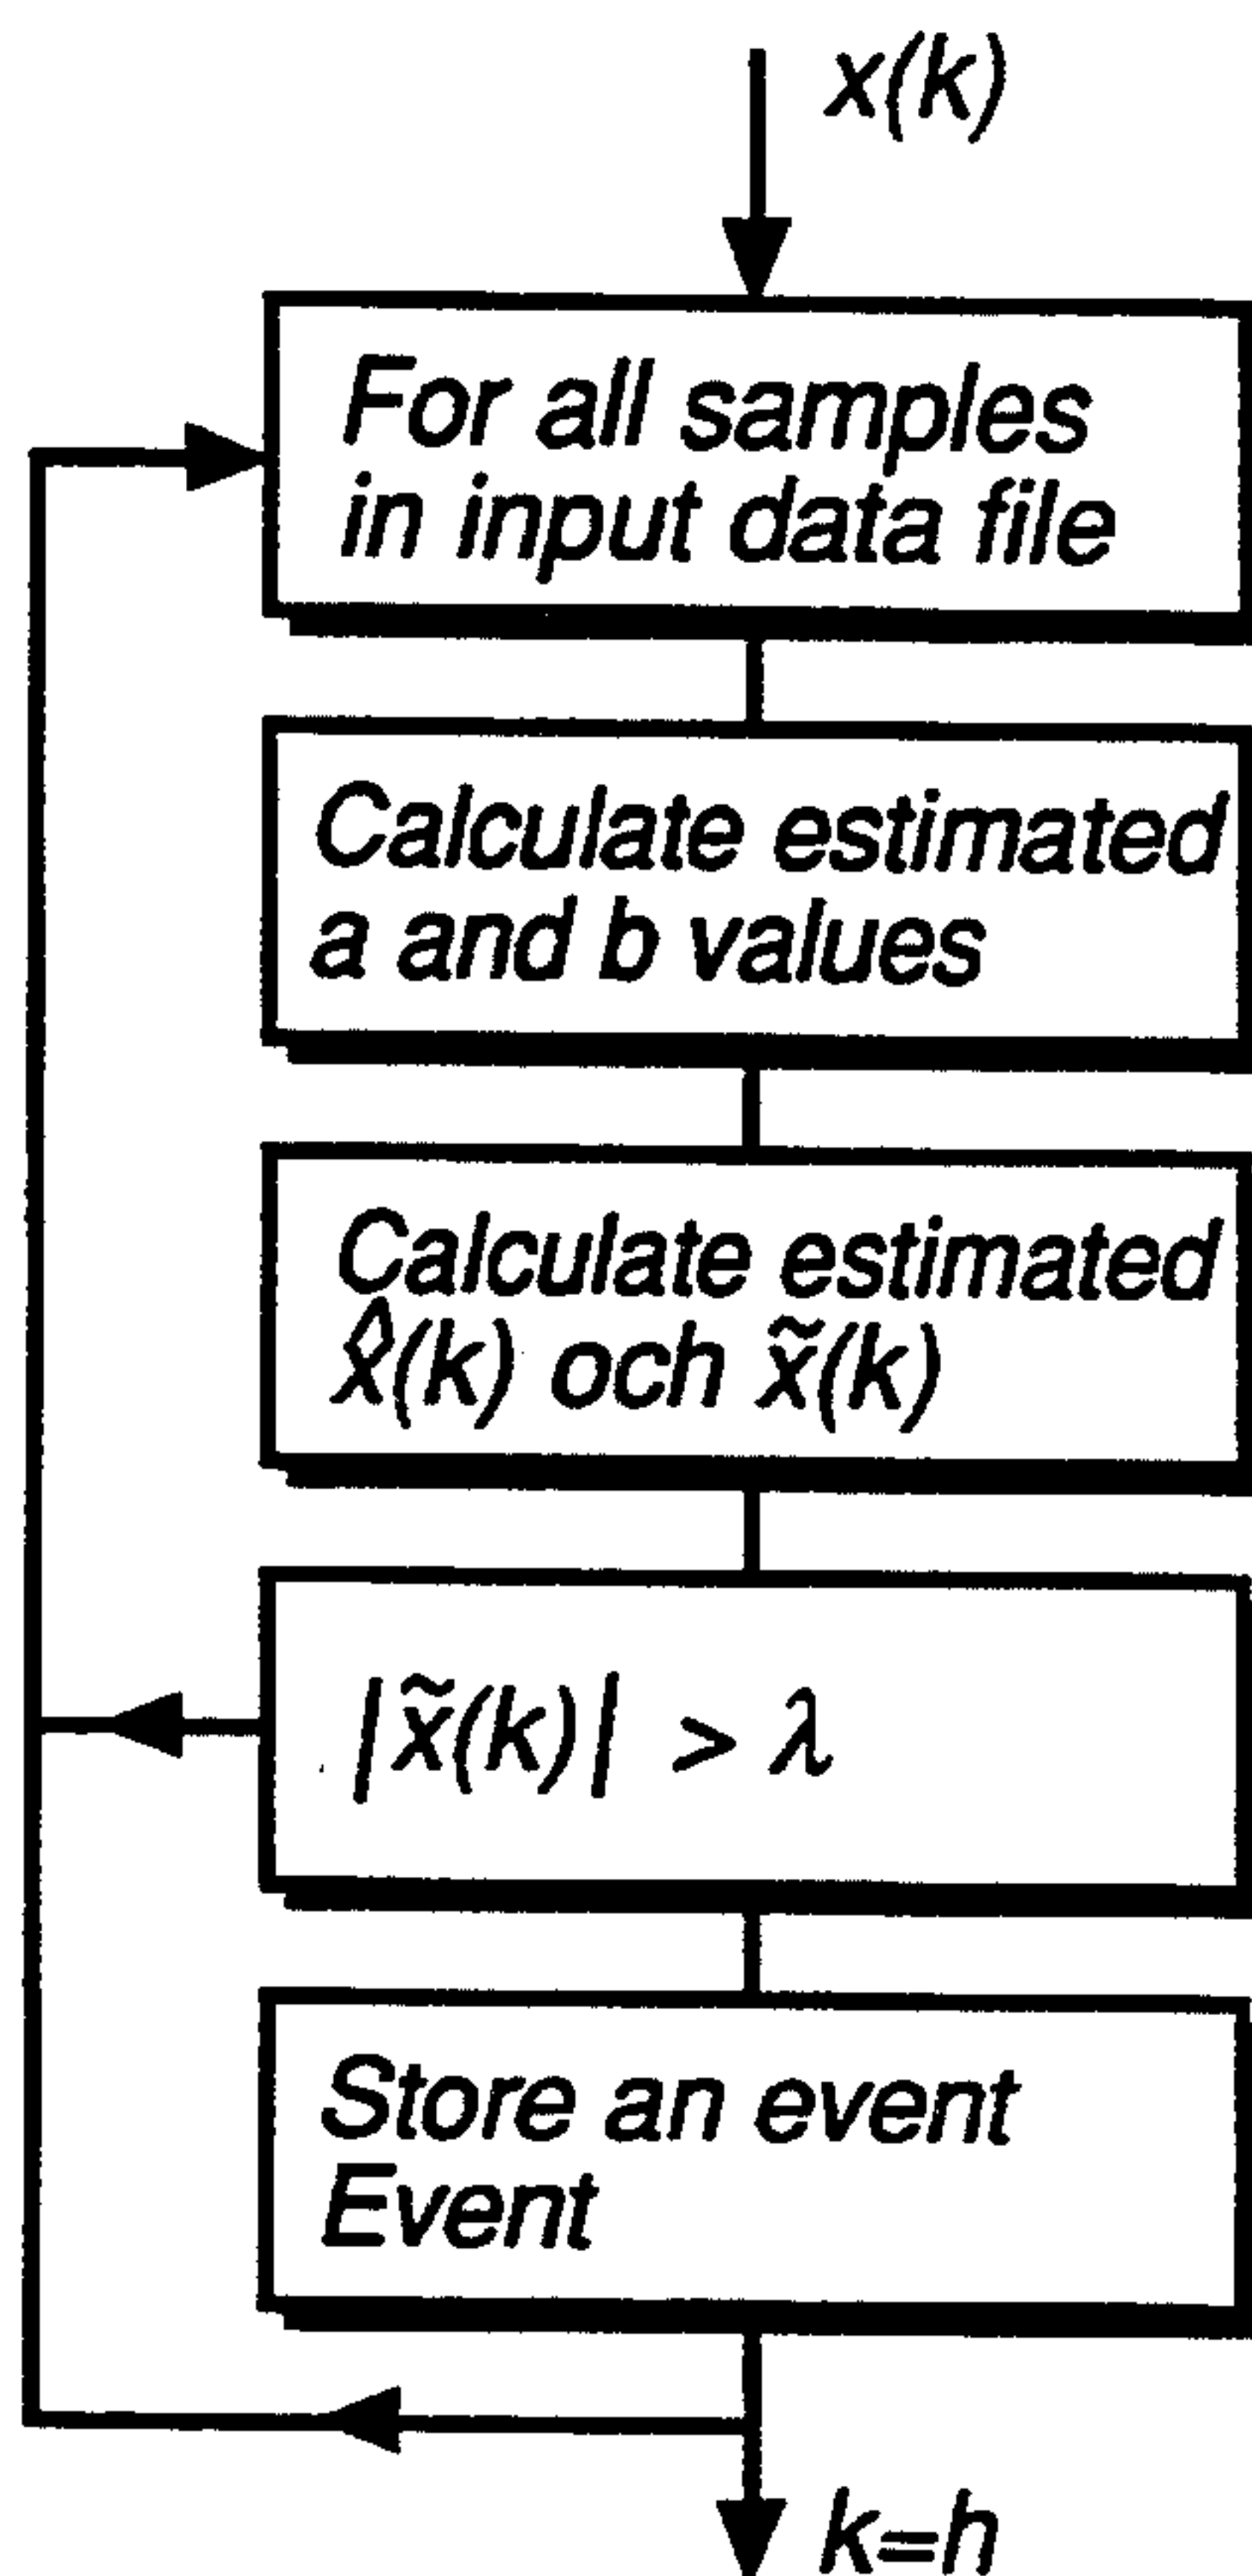 x(k)
For all samples
in input data file
Calculate estimated
a and b values
Calculate estimated
x̂(k) och x̃(k)
|x̃(k)| > λ
Store an event
Event
k=h